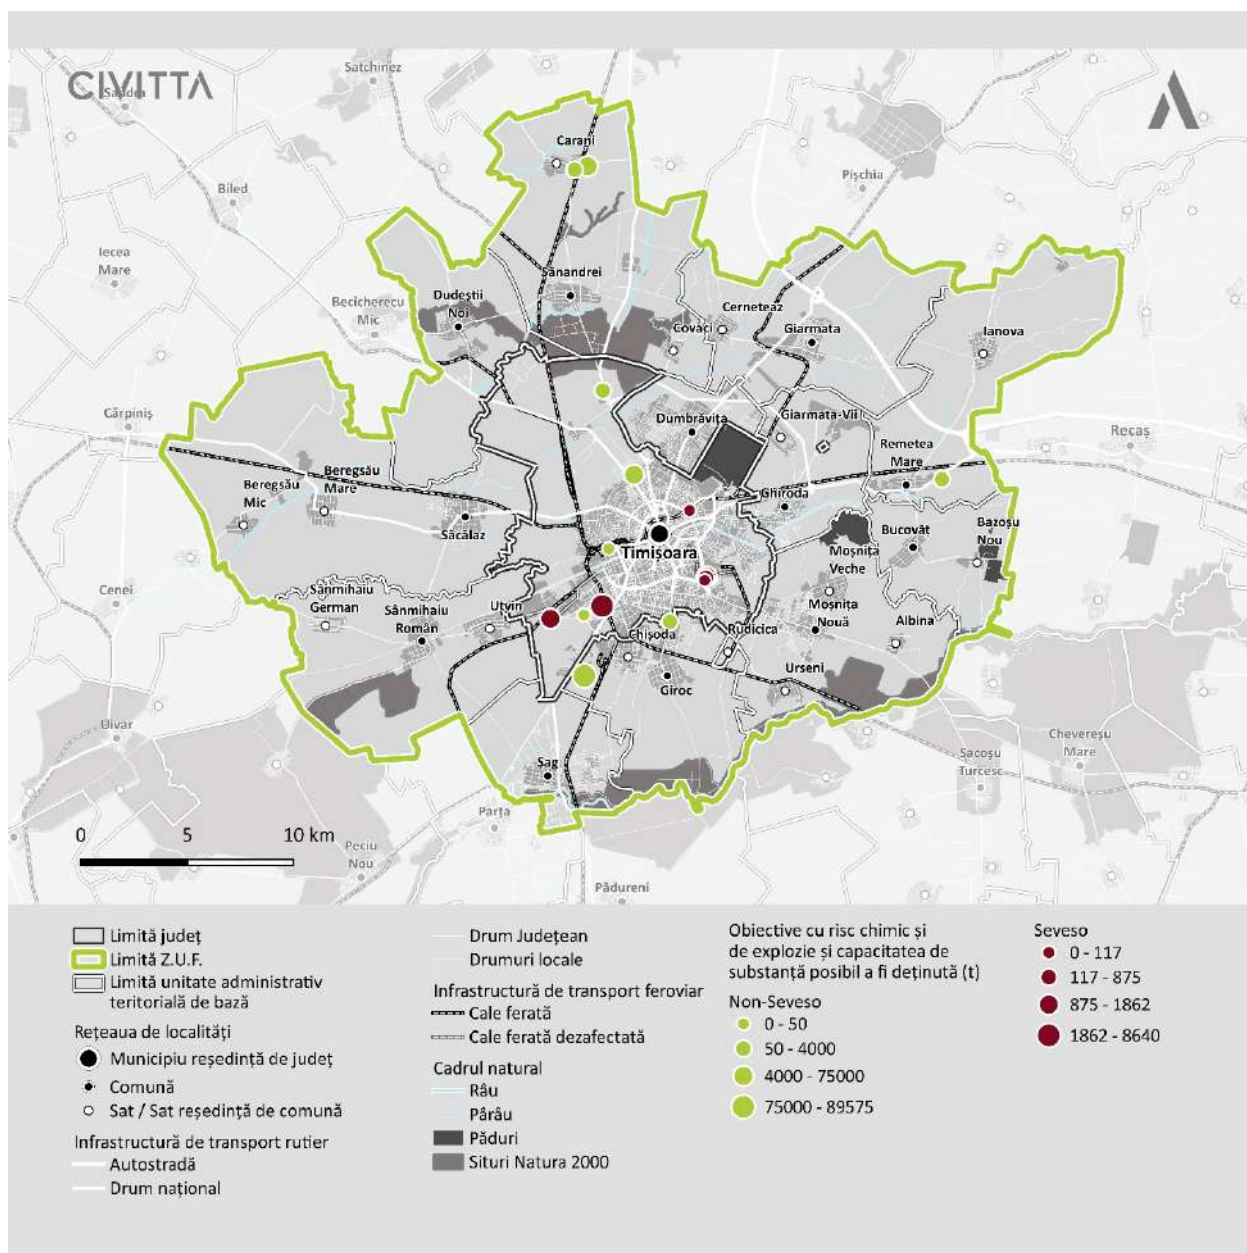 CIVITTA
Satchinez
Șandra
Carani
Pișchia
Biled
Iecea
Mare
Sânandrei
Dudeștii
Noi
Becicherecu
Mic
Cerneteaz
Covaci
Giarmata
Ianova
Cărpiniș
Dumbrăvița
Giarmata-Vii
Recaș
Remetea
Mare
Beregsău
Mare
Beregsău
Mic
Ghiroda
Săcălaz
Bucovăț
Bazoșu
Nou
Timișoara
Moșnița
Veche
Cenei
Sânmihaiu
German
Sânmihaiu
Român
Utvin
Moșnița
Nouă
Albina
Chișoda
Rudicica
Urseni
Giroc
Uivar
Șag
Chevereșu
Mare
Sacoșu
Turcesc
Parța
Peciu
Nou
Pădureni
0 5 10 km
Limită județ
Limită Z.U.F.
Limită unitate administrativ
teritorială de bază
Rețeaua de localități
Municipiu reședință de județ
Comună
Sat / Sat reședință de comună
Infrastructură de transport rutier
Autostradă
Drum național
Drum Județean
Drumuri locale
Infrastructură de transport feroviar
Cale ferată
Cale ferată dezafectată
Cadrul natural
Râu
Pârâu
Păduri
Situri Natura 2000
Obiective cu risc chimic și
de explozie și capacitatea de
substanță posibil a fi deținută (t)
Non-Seveso
0 - 50
50 - 4000
4000 - 75000
75000 - 89575
Seveso
0 - 117
117 - 875
875 - 1862
1862 - 8640